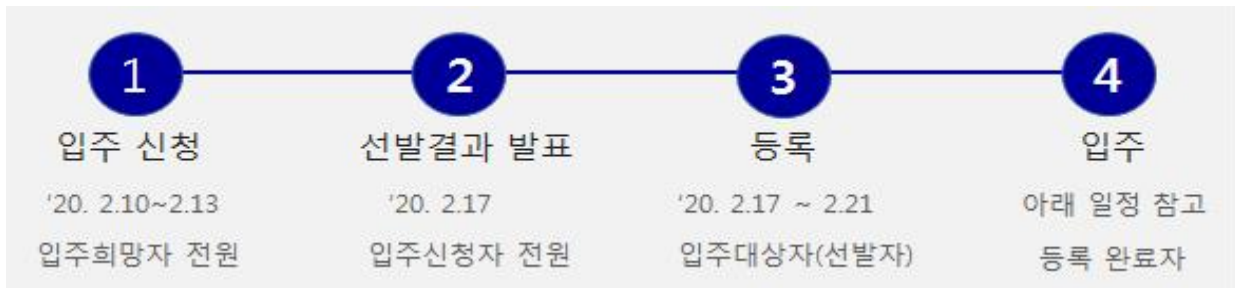 1 2 3 4
입주 신청 선발결과 발표 등록 입주
'20. 2.10~2.13 '20. 2.17 '20. 2.17 ~ 2.21 아래 일정 참고
입주희망자 전원 입주신청자 전원 입주대상자(선발자) 등록 완료자